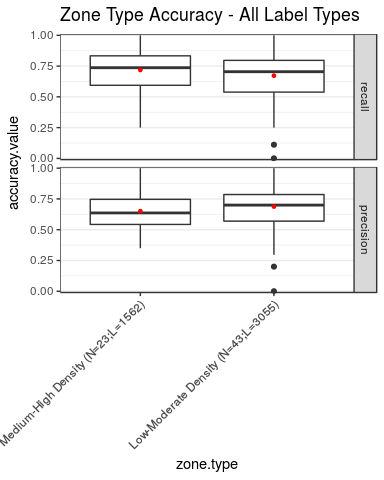 Zone Type Accuracy - All Label Types
accuracy.value
1.00
0.75
0.50
0.25
0.00
recall
1.00
0.75
0.50
0.25
0.00
precision
Medium-High Density (N=23;L=1562)
Low-Moderate Density (N=43;L=3055)
zone.type